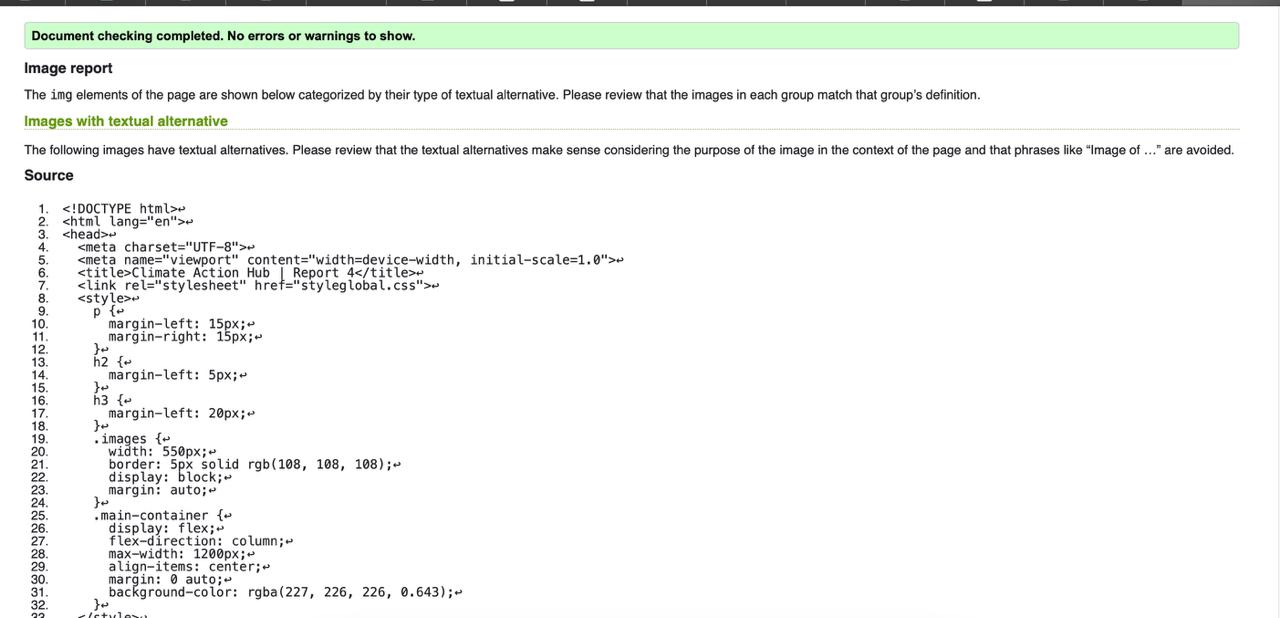 Document checking completed. No errors or warnings to show.
Image report
The img elements of the page are shown below categorized by their type of textual alternative. Please review that the images in each group match that group's definition.
Images with textual alternative
The following images have textual alternatives. Please review that the textual alternatives make sense considering the purpose of the image in the context of the page and that phrases like “Image of …” are avoided.
Source
1. <!DOCTYPE html>↩
2. <html lang="en">↩
3. <head>↩
4. <meta charset="UTF-8">↩
5. <meta name="viewport" content="width=device-width, initial-scale=1.0">↩
6. <title>Climate Action Hub | Report 4</title>↩
7. <link rel="stylesheet" href="styleglobal.css">↩
8. <style>↩
9. p {↩
10. margin-left: 15px;↩
11. margin-right: 15px;↩
12. }↩
13. h2 {↩
14. margin-left: 5px;↩
15. }↩
16. h3 {↩
17. margin-left: 20px;↩
18. }↩
19. .images {↩
20. width: 550px;↩
21. border: 5px solid rgb(108, 108, 108);↩
22. display: block;↩
23. margin: auto;↩
24. }↩
25. .main-container {↩
26. display: flex;↩
27. flex-direction: column;↩
28. max-width: 1200px;↩
29. align-items: center;↩
30. margin: 0 auto;↩
31. background-color: rgba(227, 226, 226, 0.643);↩
32. }↩
33. </style>↩